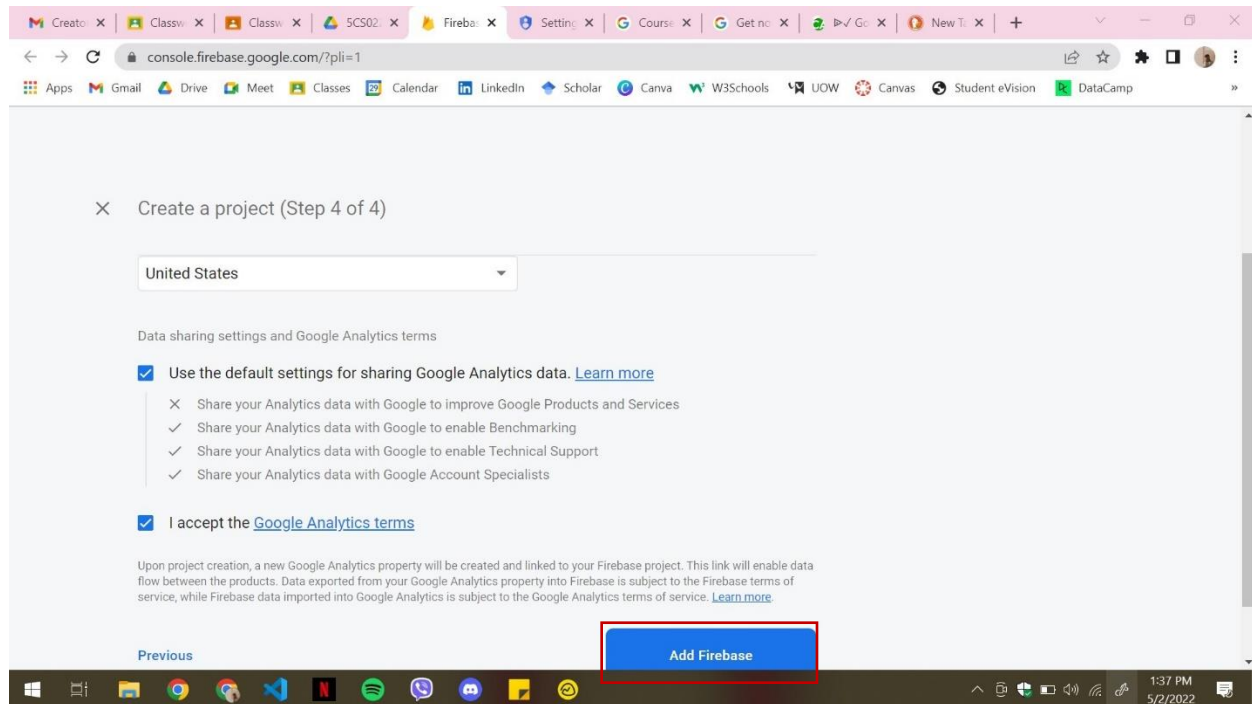 Creato
Classw
Classw
5CS02
Firebas
Setting
Course
Get no
Go
New Ta
console.firebase.google.com/?pli=1
Apps Gmail Drive Meet Classes Calendar LinkedIn Scholar Canva W3Schools UOW Canvas Student eVision DataCamp »
Create a project (Step 4 of 4)
United States
Data sharing settings and Google Analytics terms
Use the default settings for sharing Google Analytics data. Learn more
Share your Analytics data with Google to improve Google Products and Services
Share your Analytics data with Google to enable Benchmarking
Share your Analytics data with Google to enable Technical Support
Share your Analytics data with Google Account Specialists
I accept the Google Analytics terms
Upon project creation, a new Google Analytics property will be created and linked to your Firebase project. This link will enable data
flow between the products. Data exported from your Google Analytics property into Firebase is subject to the Firebase terms of
service, while Firebase data imported into Google Analytics is subject to the Google Analytics terms of service. Learn more.
Previous
Add Firebase
1:37 PM
5/2/2022